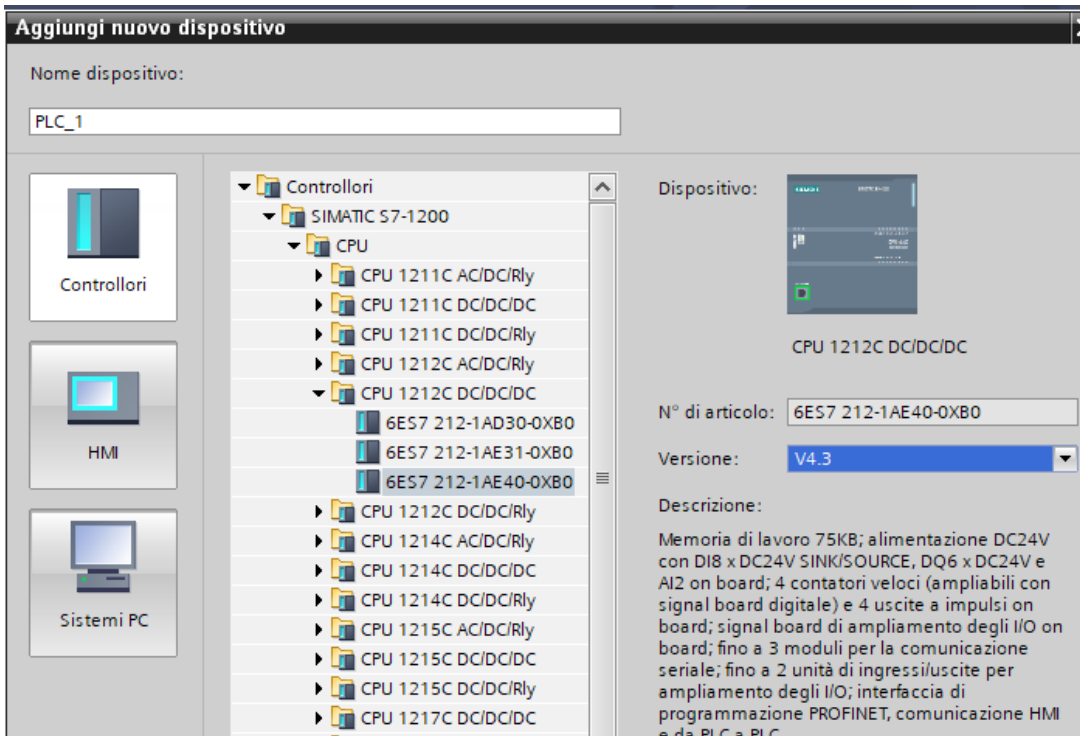 Aggiungi nuovo dispositivo
Nome dispositivo:
PLC_1
Controllori
HMI
Sistemi PC
Controllori
SIMATIC S7-1200
CPU
CPU 1211C AC/DC/Rly
CPU 1211C DC/DC/DC
CPU 1211C DC/DC/Rly
CPU 1212C AC/DC/Rly
CPU 1212C DC/DC/DC
6ES7 212-1AD30-0XB0
6ES7 212-1AE31-0XB0
6ES7 212-1AE40-0XB0
CPU 1212C DC/DC/Rly
CPU 1214C AC/DC/Rly
CPU 1214C DC/DC/DC
CPU 1214C DC/DC/Rly
CPU 1215C AC/DC/Rly
CPU 1215C DC/DC/DC
CPU 1215C DC/DC/Rly
CPU 1217C DC/DC/DC
Dispositivo:
SIEMENS
CPU 1212C DC/DC/DC
N° di articolo:
6ES7 212-1AE40-0XB0
Versione:
V4.3
Descrizione:
Memoria di lavoro 75KB; alimentazione DC24V
con DI8 x DC24V SINK/SOURCE, DQ6 x DC24V e
AI2 on board; 4 contatori veloci (ampliabili con
signal board digitale) e 4 uscite a impulsi on
board; signal board di ampliamento degli I/O on
board; fino a 3 moduli per la comunicazione
seriale; fino a 2 unità di ingressi/uscite per
ampliamento degli I/O; interfaccia di
programmazione PROFINET, comunicazione HMI
e da PLC a PLC